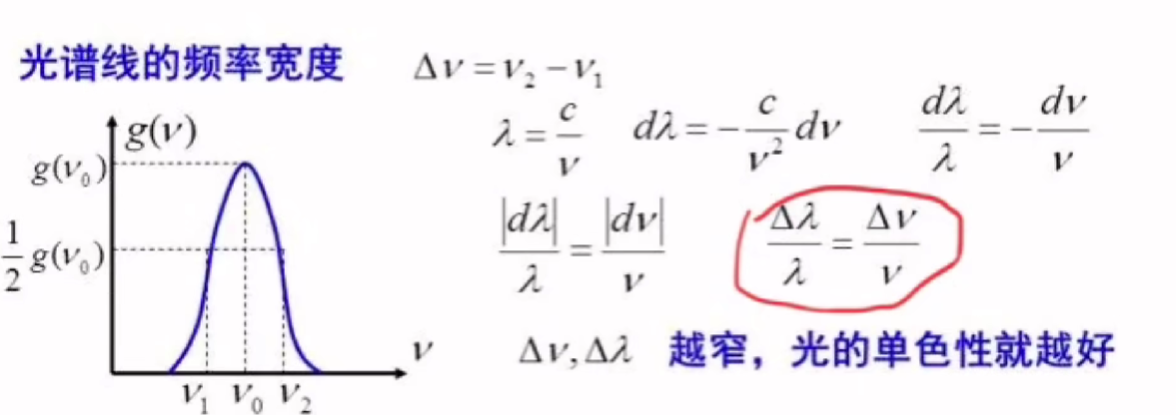 光谱线的频率宽度
Δν = ν₂ − ν₁
λ = c/ν
dλ = −c/ν² dν
dλ/λ = −dν/ν
|dλ|/λ = |dν|/ν
Δλ/λ = Δν/ν
Δν, Δλ 越窄，光的单色性就越好
g(ν)
g(ν₀)
1/2 g(ν₀)
ν
ν₁ ν₀ ν₂